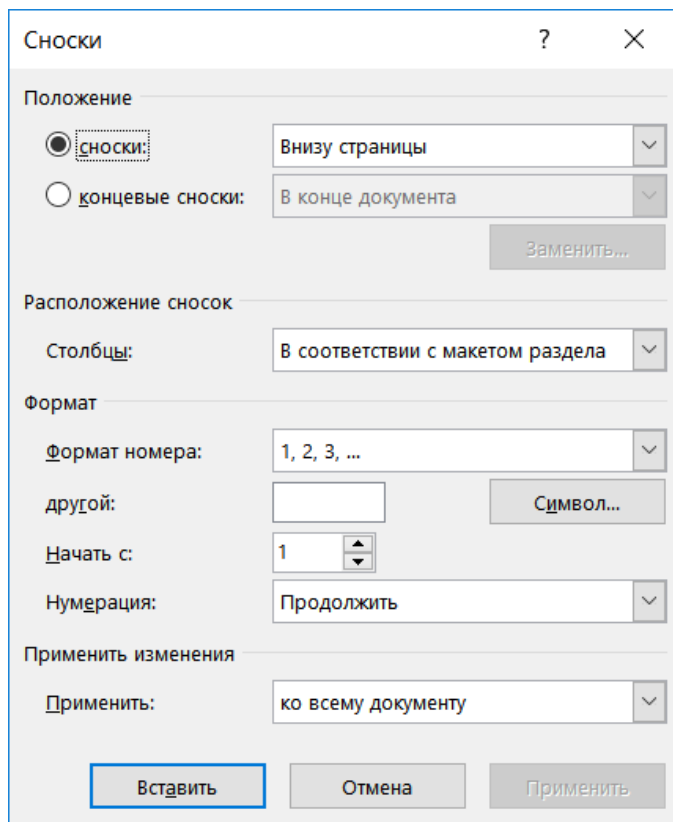 Сноски ?
Положение
сноски: Внизу страницы
концевые сноски: В конце документа
Заменить...
Расположение сносок
Столбцы: В соответствии с макетом раздела
Формат
Формат номера: 1, 2, 3, ...
другой: Символ...
Начать с: 1
Нумерация: Продолжить
Применить изменения
Применить: ко всему документу
Вставить Отмена Применить